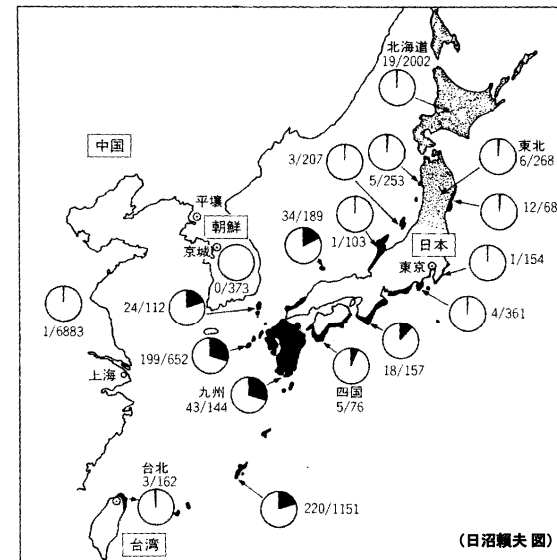 北海道
19/2002
中国
東北
6/268
3/207
5/253
平壌
34/189
12/68
朝鮮
1/103
日本
京城
東京
1/154
0/373
24/112
1/6883
4/361
199/652
18/157
上海
九州
43/144
四国
5/76
台北
3/162
220/1151
台湾
(日沼頼夫 図)